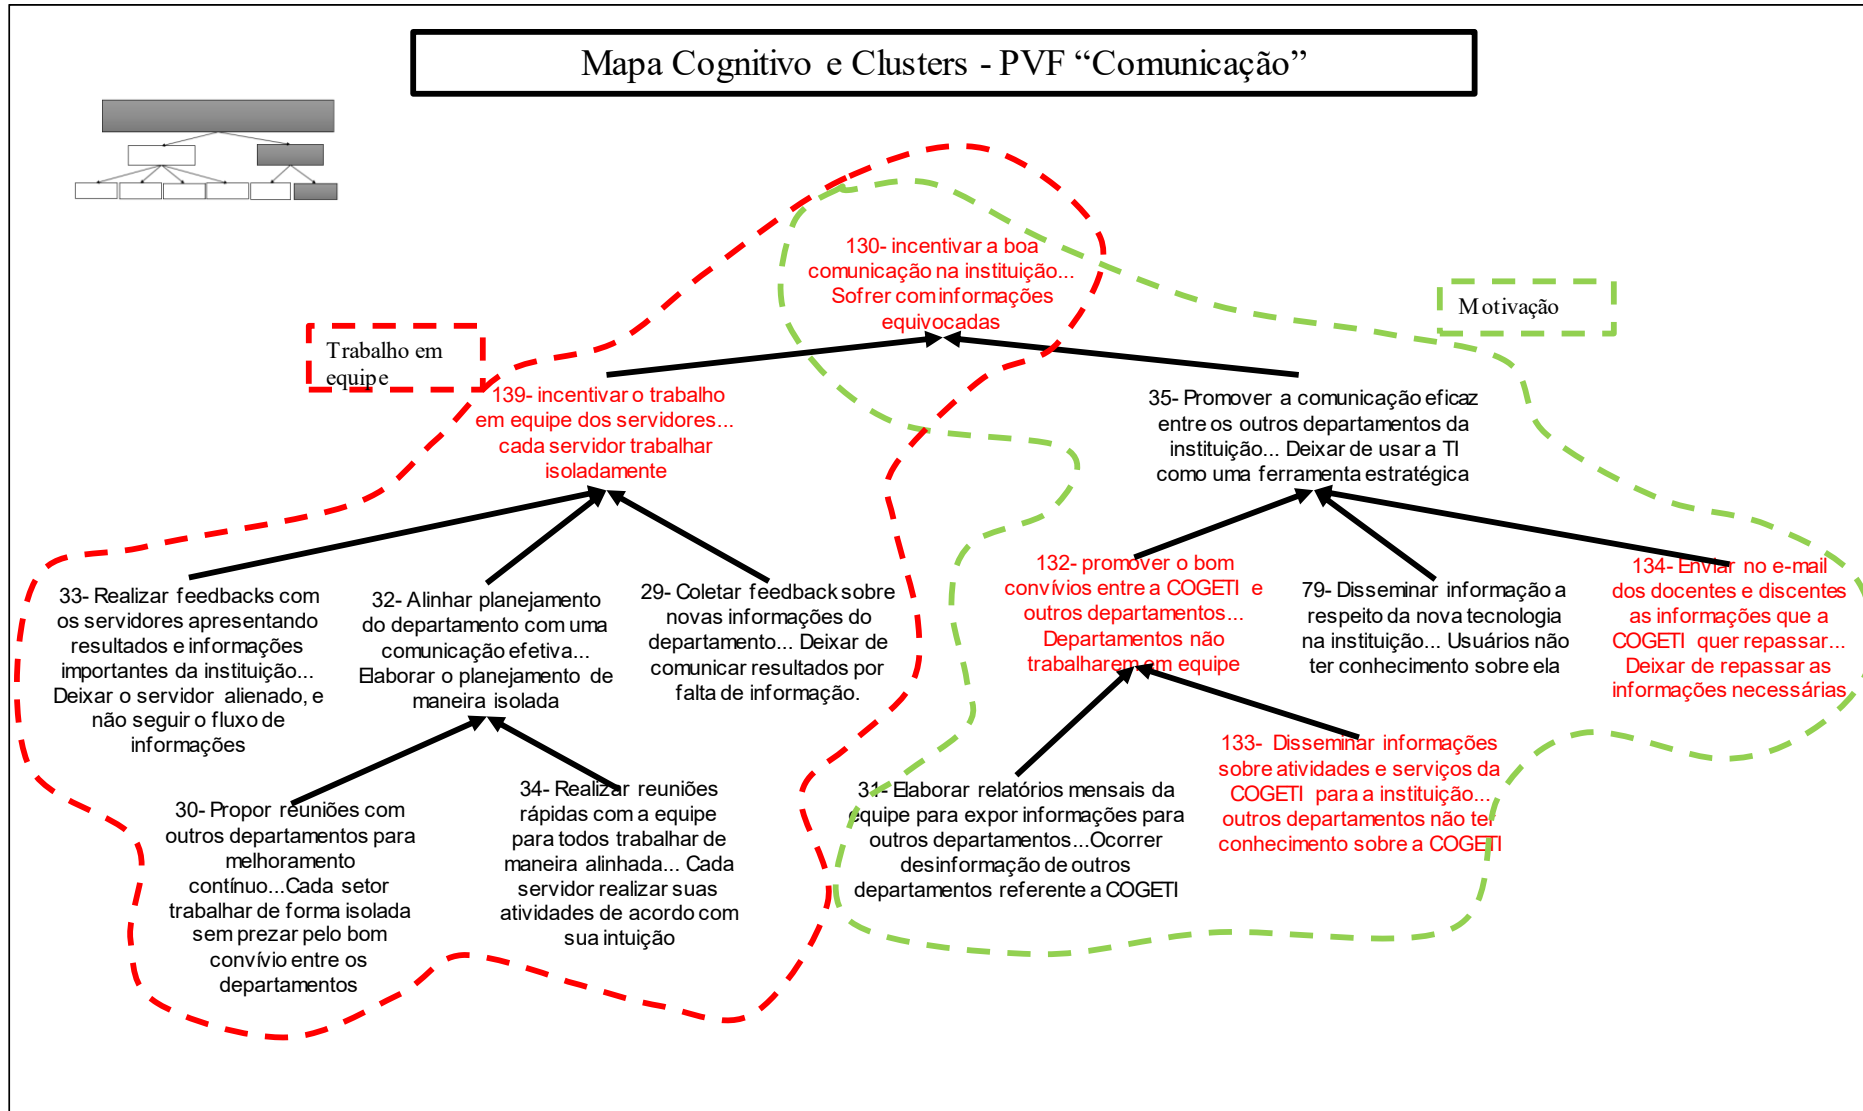 Mapa Cognitivo e Clusters - PVF “Comunicação”
130- incentivar a boa
comunicação na instituição...
Sofrer com informações
equivocadas
Motivação
Trabalho em
equipe
139- incentivar o trabalho
em equipe dos servidores...
cada servidor trabalhar
isoladamente
35- Promover a comunicação eficaz
entre os outros departamentos da
instituição... Deixar de usar a TI
como uma ferramenta estratégica
33- Realizar feedbacks com
os servidores apresentando
resultados e informações
importantes da instituição...
Deixar o servidor alienado, e
não seguir o fluxo de
informações
32- Alinhar planejamento
do departamento com uma
comunicação efetiva...
Elaborar o planejamento de
maneira isolada
29- Coletar feedback sobre
novas informações do
departamento... Deixar de
comunicar resultados por
falta de informação.
132- promover o bom
convívios entre a COGETI e
outros departamentos...
Departamentos não
trabalharem em equipe
79- Disseminar informação a
respeito da nova tecnologia
na instituição... Usuários não
ter conhecimento sobre ela
134- Enviar no e-mail
dos docentes e discentes
as informações que a
COGETI quer repassar...
Deixar de repassar as
informações necessárias
30- Propor reuniões com
outros departamentos para
melhoramento
contínuo...Cada setor
trabalhar de forma isolada
sem prezar pelo bom
convívio entre os
departamentos
34- Realizar reuniões
rápidas com a equipe
para todos trabalhar de
maneira alinhada... Cada
servidor realizar suas
atividades de acordo com
sua intuição
31- Elaborar relatórios mensais da
equipe para expor informações para
outros departamentos...Ocorrer
desinformação de outros
departamentos referente a COGETI
133- Disseminar informações
sobre atividades e serviços da
COGETI para a instituição...
outros departamentos não ter
conhecimento sobre a COGETI